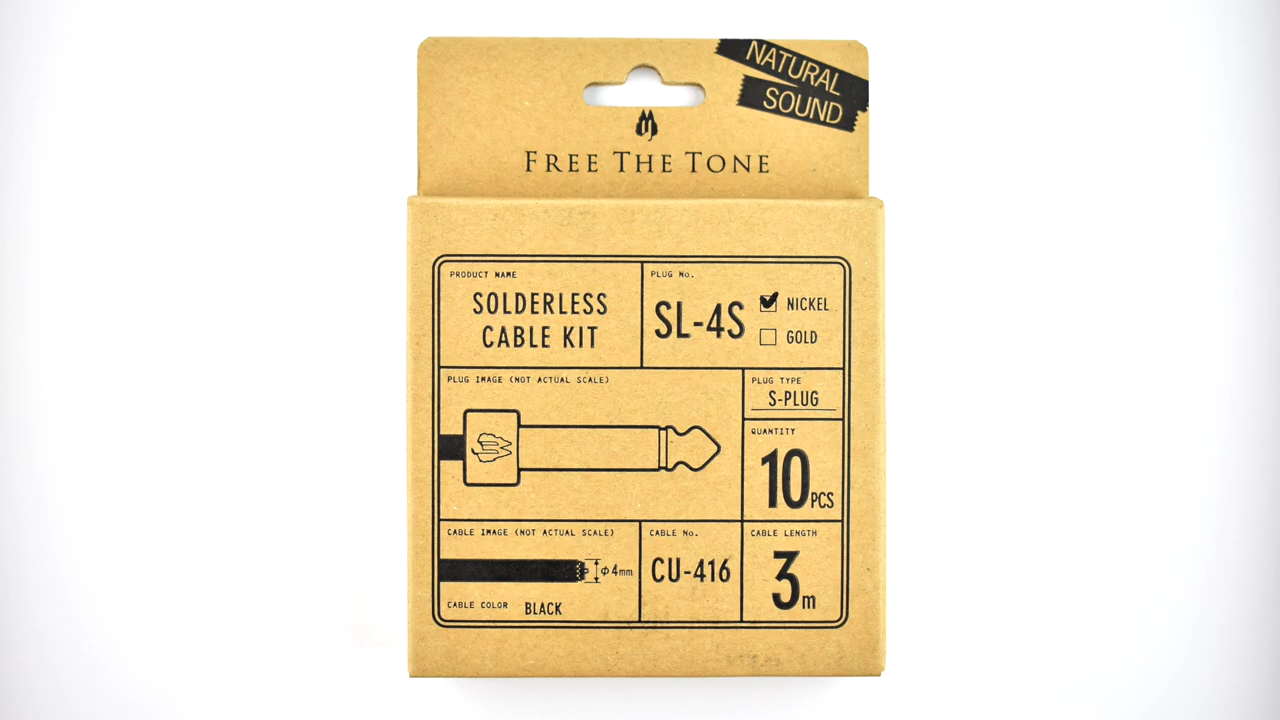 NATURAL
SOUND
FREE THE TONE
PRODUCT NAME
SOLDERLESS
CABLE KIT
PLUG No.
SL-4S
NICKEL
GOLD
PLUG IMAGE (NOT ACTUAL SCALE)
PLUG TYPE
S-PLUG
QUANTITY
10PCS
CABLE IMAGE (NOT ACTUAL SCALE)
φ4mm
CABLE COLOR BLACK
CABLE No.
CU-416
CABLE LENGTH
3m